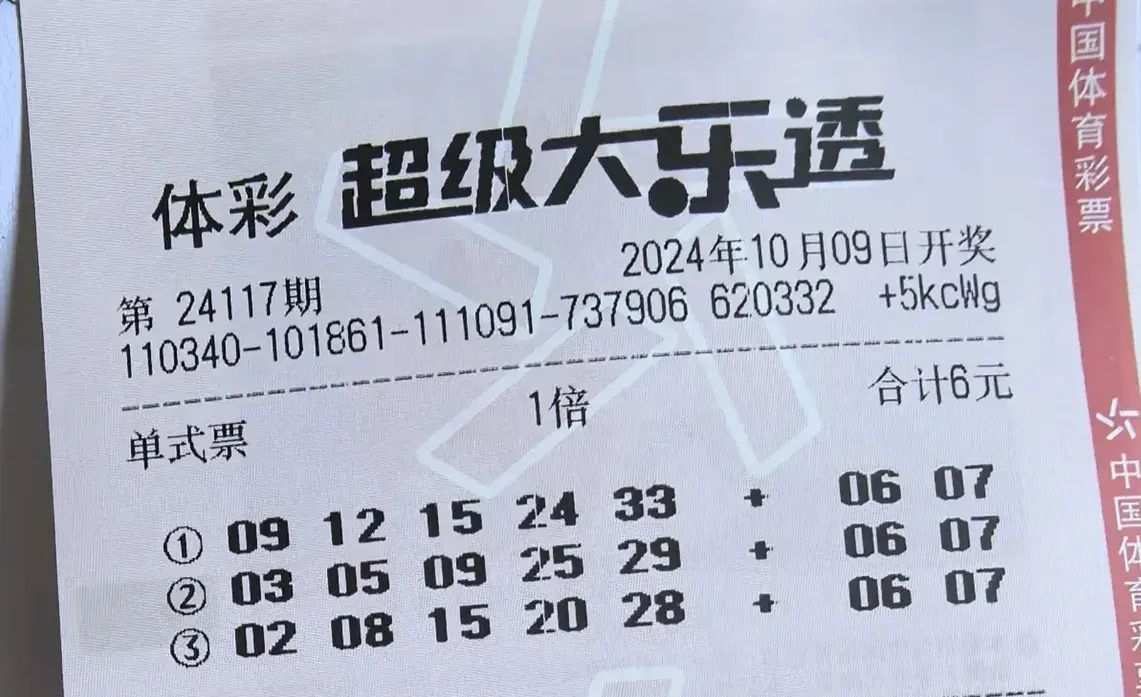 体彩 超级大乐透
第 24117期 2024年10月09日开奖
110340-101861-111091-737906 620332 +5kcWg
单式票 1倍 合计6元
① 09 12 15 24 33 + 06 07
② 03 05 09 25 29 + 06 07
③ 02 08 15 20 28 + 06 07
中国体育彩票
中国体育彩票